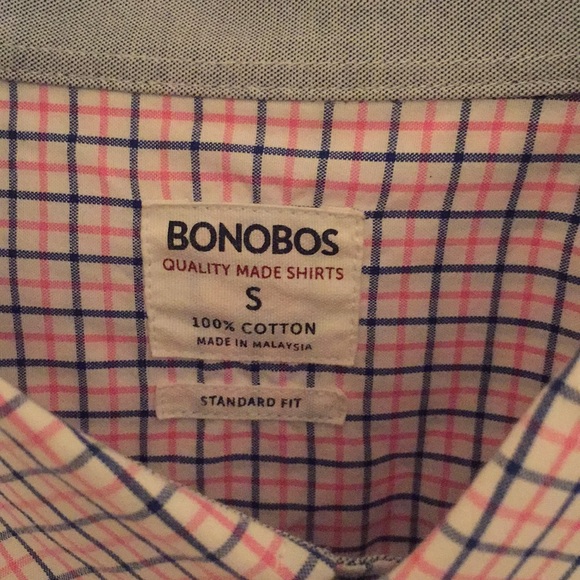 BONOBOS
QUALITY MADE SHIRTS
S
100% COTTON
MADE IN MALAYSIA
STANDARD FIT